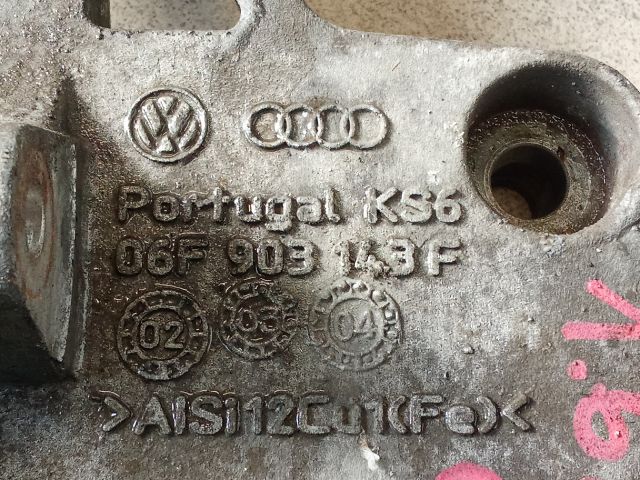 Portugal KS6
06F 903 143 F
02 03 04
>AlSi12Cu1(Fe)<